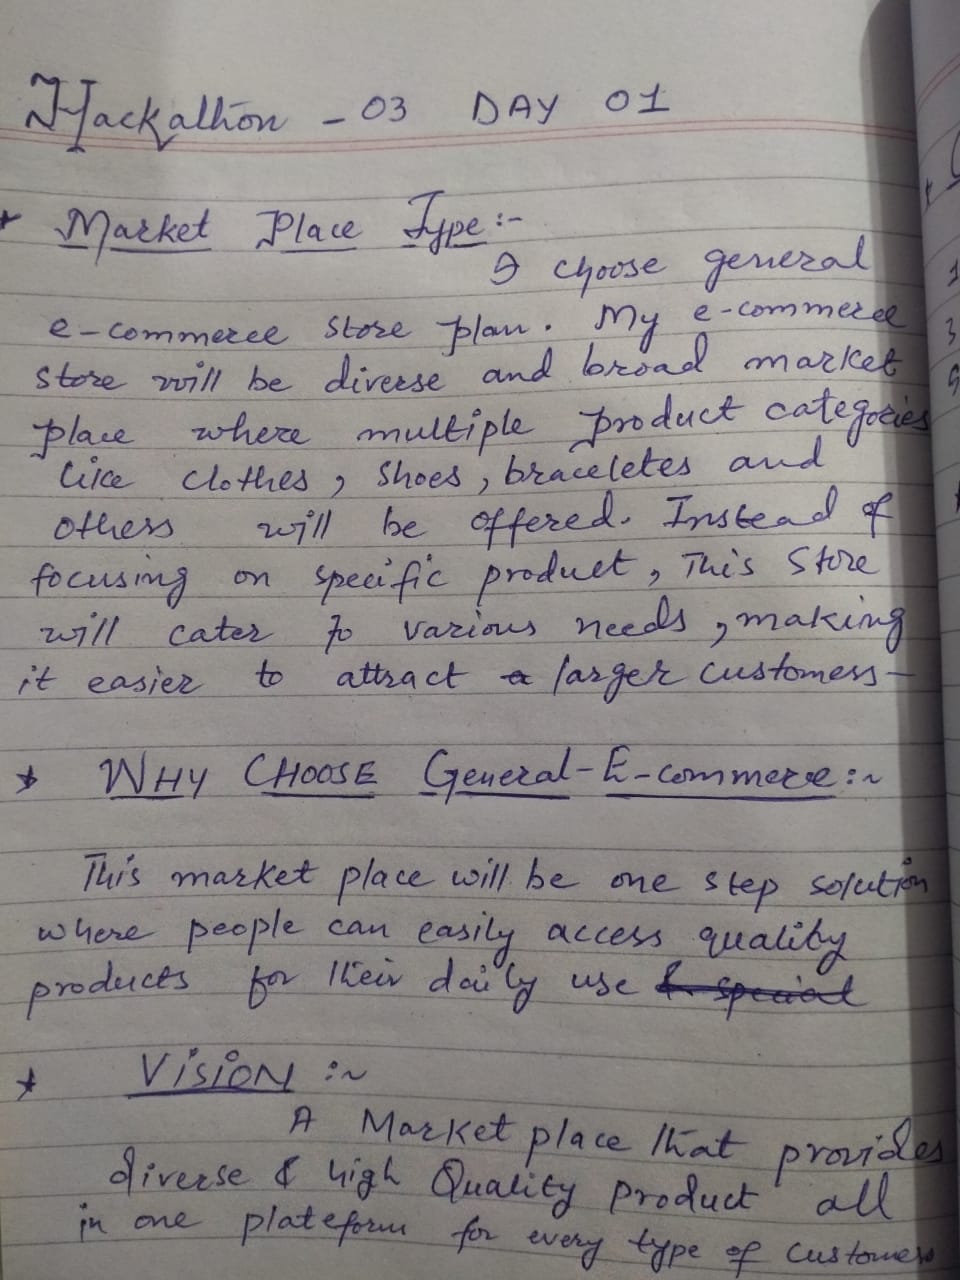 Hackathon - 03 DAY 01
* Market Place Type:-
I choose general
e-commerce store plan. My e-commerce
store will be diverse and broad market
place where multiple product categories
like clothes, shoes, braceletes and
others will be offered. Instead of
focusing on specific product, This Store
will cater to various needs, making
it easier to attract a larger customers-
* WHY CHOOSE General-E-commerce:~
This market place will be one step solution
where people can easily access quality
products for their daily use & special
* VISION :~
A Market place that provides
diverse & high Quality product all
in one plateform for every type of customers